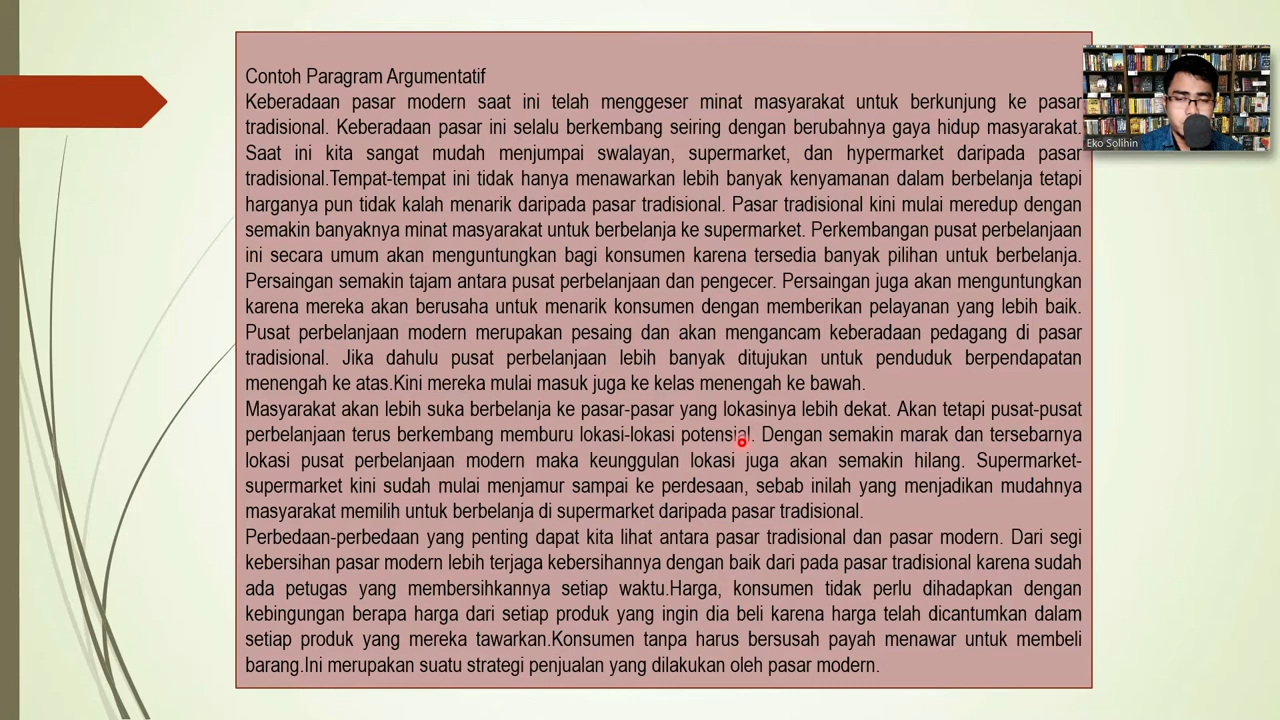 Contoh Paragram Argumentatif
Keberadaan pasar modern saat ini telah menggeser minat masyarakat untuk berkunjung ke pasar
tradisional. Keberadaan pasar ini selalu berkembang seiring dengan berubahnya gaya hidup masyarakat.
Saat ini kita sangat mudah menjumpai swalayan, supermarket, dan hypermarket daripada pasar
tradisional.Tempat-tempat ini tidak hanya menawarkan lebih banyak kenyamanan dalam berbelanja tetapi
harganya pun tidak kalah menarik daripada pasar tradisional. Pasar tradisional kini mulai meredup dengan
semakin banyaknya minat masyarakat untuk berbelanja ke supermarket. Perkembangan pusat perbelanjaan
ini secara umum akan menguntungkan bagi konsumen karena tersedia banyak pilihan untuk berbelanja.
Persaingan semakin tajam antara pusat perbelanjaan dan pengecer. Persaingan juga akan menguntungkan
karena mereka akan berusaha untuk menarik konsumen dengan memberikan pelayanan yang lebih baik.
Pusat perbelanjaan modern merupakan pesaing dan akan mengancam keberadaan pedagang di pasar
tradisional. Jika dahulu pusat perbelanjaan lebih banyak ditujukan untuk penduduk berpendapatan
menengah ke atas.Kini mereka mulai masuk juga ke kelas menengah ke bawah.
Masyarakat akan lebih suka berbelanja ke pasar-pasar yang lokasinya lebih dekat. Akan tetapi pusat-pusat
perbelanjaan terus berkembang memburu lokasi-lokasi potensial. Dengan semakin marak dan tersebarnya
lokasi pusat perbelanjaan modern maka keunggulan lokasi juga akan semakin hilang. Supermarket-
supermarket kini sudah mulai menjamur sampai ke perdesaan, sebab inilah yang menjadikan mudahnya
masyarakat memilih untuk berbelanja di supermarket daripada pasar tradisional.
Perbedaan-perbedaan yang penting dapat kita lihat antara pasar tradisional dan pasar modern. Dari segi
kebersihan pasar modern lebih terjaga kebersihannya dengan baik dari pada pasar tradisional karena sudah
ada petugas yang membersihkannya setiap waktu.Harga, konsumen tidak perlu dihadapkan dengan
kebingungan berapa harga dari setiap produk yang ingin dia beli karena harga telah dicantumkan dalam
setiap produk yang mereka tawarkan.Konsumen tanpa harus bersusah payah menawar untuk membeli
barang.Ini merupakan suatu strategi penjualan yang dilakukan oleh pasar modern.
Eko Solihin